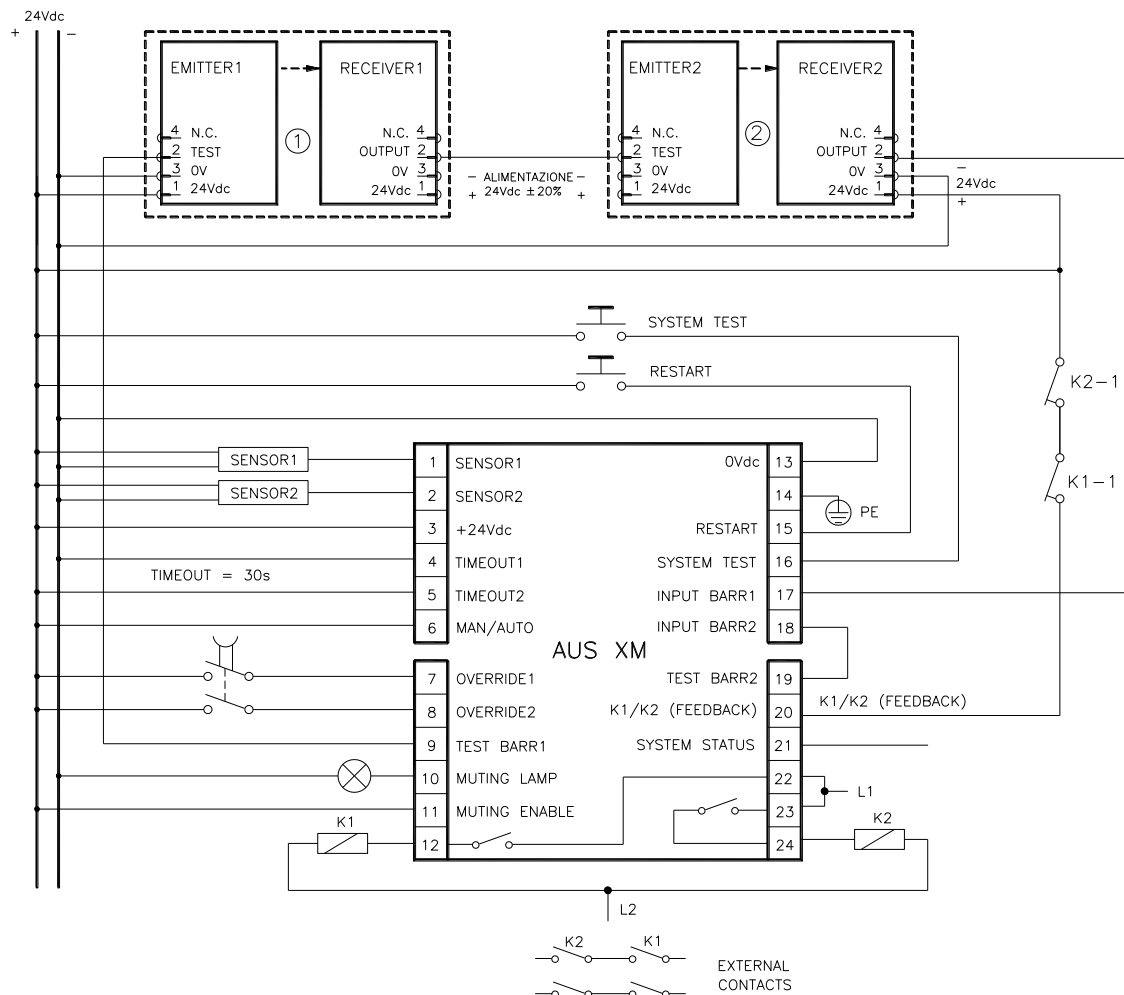 24Vdc
+ −
EMITTER1
RECEIVER1
EMITTER2
RECEIVER2
4 N.C.
2 TEST
3 0V
1 24Vdc
1
N.C. 4
OUTPUT 2
0V 3
24Vdc 1
− ALIMENTAZIONE −
+ 24Vdc ±20% +
4 N.C.
2 TEST
3 0V
1 24Vdc
2
N.C. 4
OUTPUT 2
0V 3
24Vdc 1
−
24Vdc
+
SYSTEM TEST
RESTART
K2−1
K1−1
SENSOR1
SENSOR2
TIMEOUT = 30s
1 SENSOR1
2 SENSOR2
3 +24Vdc
4 TIMEOUT1
5 TIMEOUT2
6 MAN/AUTO
0Vdc 13
14
PE
RESTART 15
SYSTEM TEST 16
INPUT BARR1 17
INPUT BARR2 18
AUS XM
7 OVERRIDE1
8 OVERRIDE2
9 TEST BARR1
10 MUTING LAMP
11 MUTING ENABLE
12
TEST BARR2 19
K1/K2 (FEEDBACK) 20
K1/K2 (FEEDBACK)
SYSTEM STATUS 21
22
23
24
L1
K1
K2
L2
K2 K1
EXTERNAL
CONTACTS